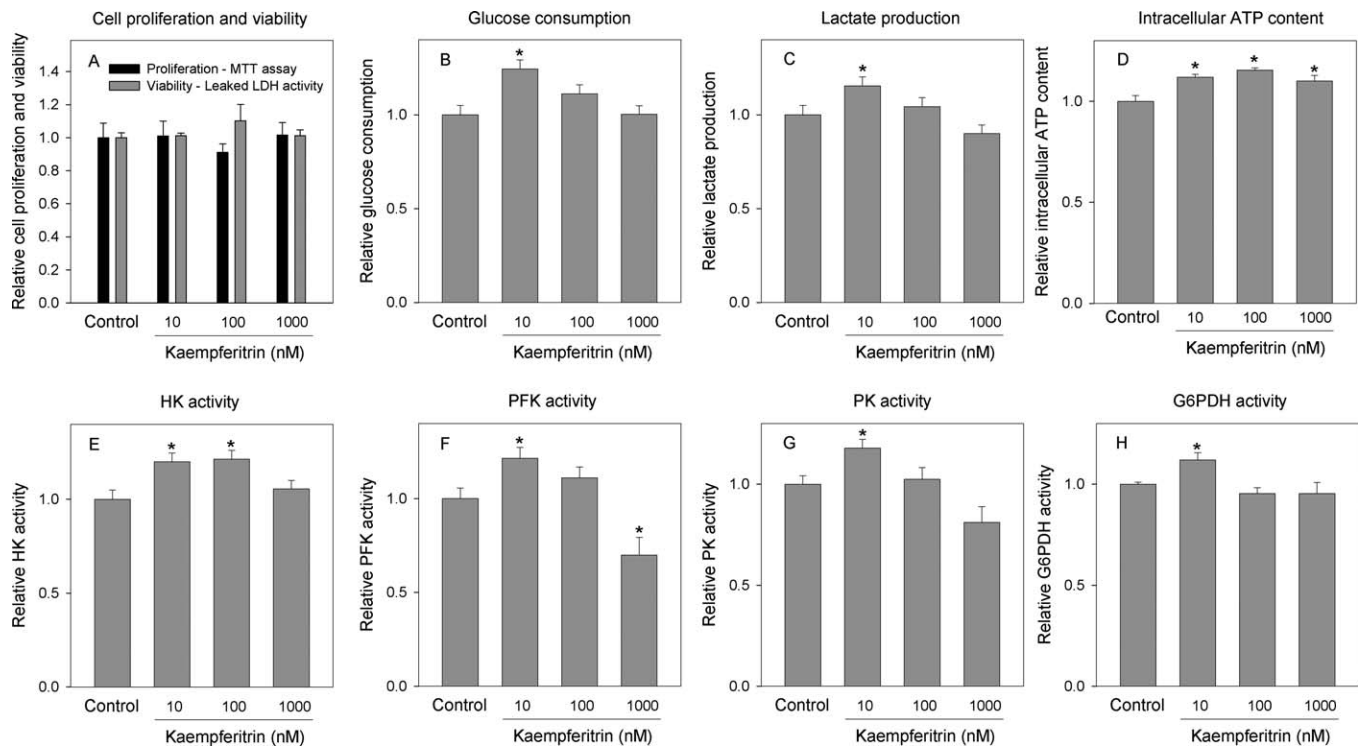 Cell proliferation and viability
Relative cell proliferation and viability
A
Proliferation - MTT assay
Viability - Leaked LDH activity
1.4
1.2
1.0
0.8
0.6
0.4
0.2
0.0
Control 10 100 1000
Kaempferitrin (nM)
Glucose consumption
Relative glucose consumption
B
*
1.0
0.5
0.0
Control 10 100 1000
Kaempferitrin (nM)
Lactate production
Relative lactate production
C
*
1.0
0.5
0.0
Control 10 100 1000
Kaempferitrin (nM)
Intracellular ATP content
Relative intracellular ATP content
D
* * *
1.0
0.5
0.0
Control 10 100 1000
Kaempferitrin (nM)
HK activity
Relative HK activity
E
* *
1.0
0.5
0.0
Control 10 100 1000
Kaempferitrin (nM)
PFK activity
Relative PFK activity
F
*
1.0
*
0.5
0.0
Control 10 100 1000
Kaempferitrin (nM)
PK activity
Relative PK activity
G
*
1.0
0.5
0.0
Control 10 100 1000
Kaempferitrin (nM)
G6PDH activity
Relative G6PDH activity
H
*
1.0
0.5
0.0
Control 10 100 1000
Kaempferitrin (nM)